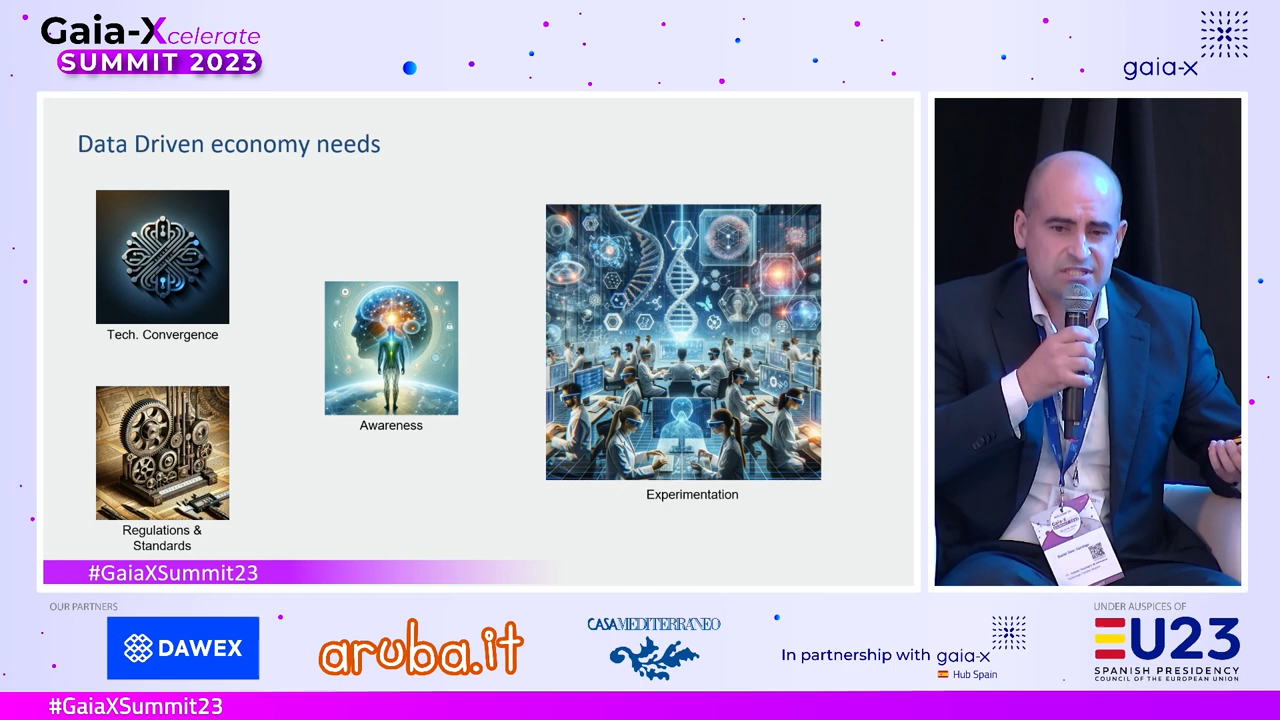 Gaia-Xcelerate
SUMMIT 2023
gaia-x
Data Driven economy needs
Tech. Convergence
Awareness
Regulations &
Standards
Experimentation
#GaiaXSummit23
OUR PARTNERS
DAWEX
aruba.it
CASAMEDITERRÁNEO
In partnership with gaia-x
Hub Spain
UNDER AUSPICES OF
EU23
SPANISH PRESIDENCY
COUNCIL OF THE EUROPEAN UNION
#GaiaXSummit23